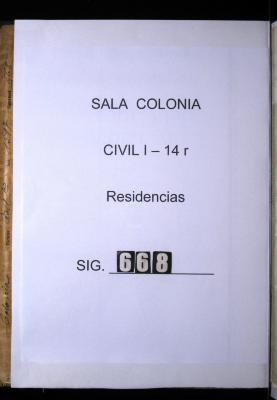 SALA COLONIA
CIVIL I – 14 r
Residencias
SIG. 668